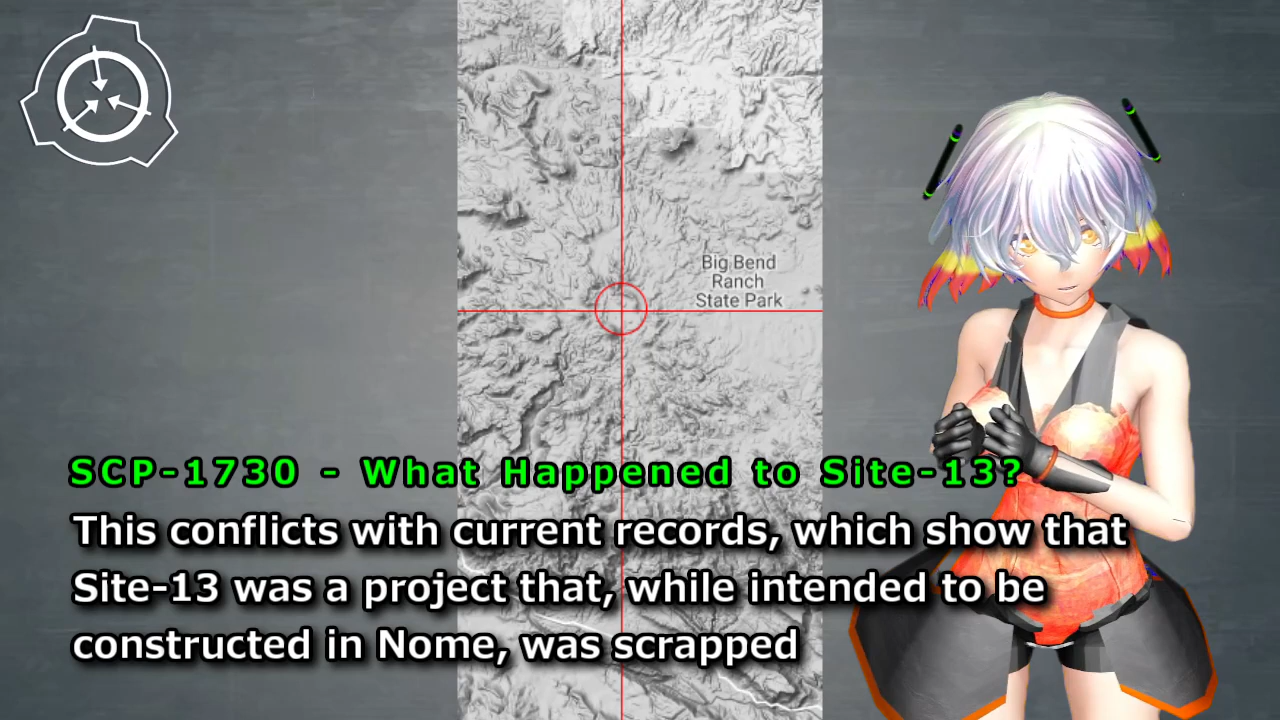 Big Bend
Ranch
State Park
SCP-1730 - What Happened to Site-13?
This conflicts with current records, which show that
Site-13 was a project that, while intended to be
constructed in Nome, was scrapped